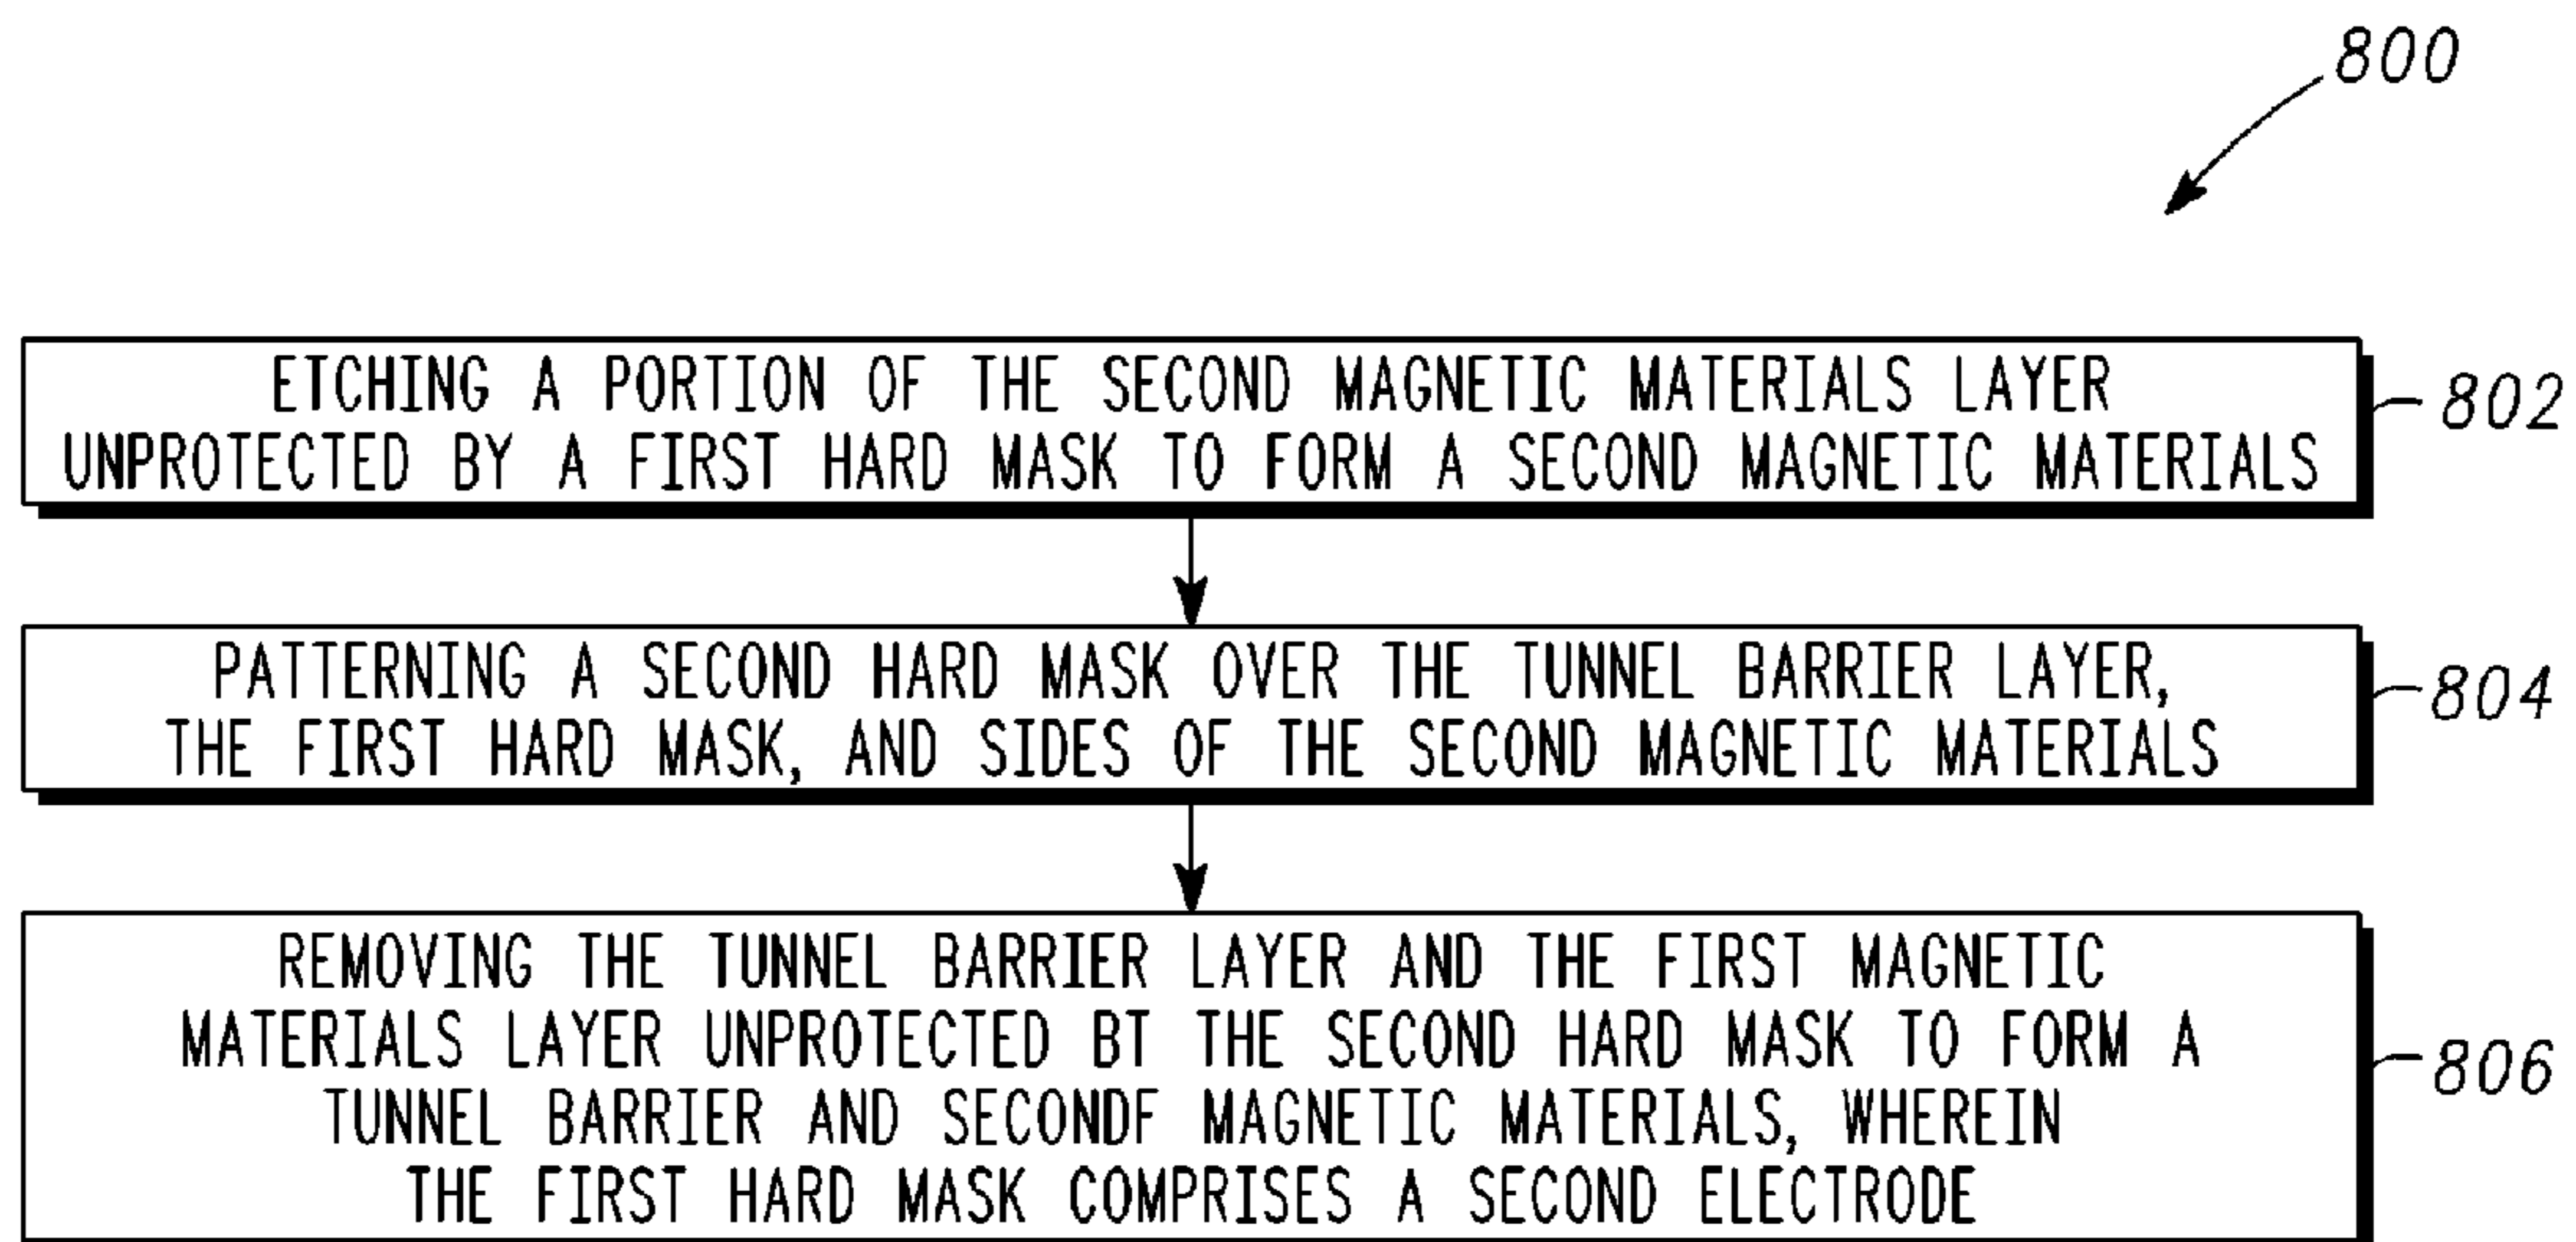 800
ETCHING A PORTION OF THE SECOND MAGNETIC MATERIALS LAYER
UNPROTECTED BY A FIRST HARD MASK TO FORM A SECOND MAGNETIC MATERIALS
802
PATTERNING A SECOND HARD MASK OVER THE TUNNEL BARRIER LAYER,
THE FIRST HARD MASK, AND SIDES OF THE SECOND MAGNETIC MATERIALS
804
REMOVING THE TUNNEL BARRIER LAYER AND THE FIRST MAGNETIC
MATERIALS LAYER UNPROTECTED BT THE SECOND HARD MASK TO FORM A
TUNNEL BARRIER AND SECONDF MAGNETIC MATERIALS, WHEREIN
THE FIRST HARD MASK COMPRISES A SECOND ELECTRODE
806